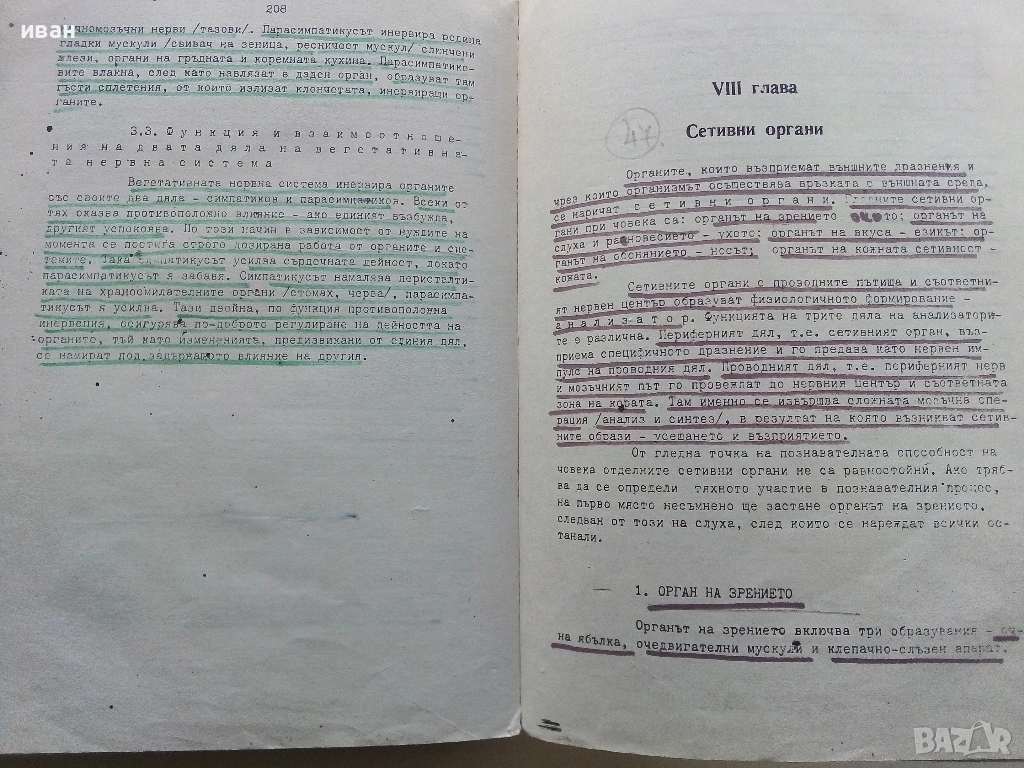 иван
208
чномозъчни нерви /тазови/. Парасимпатикусът инервира редица
гладки мускули /свивач на зеница, ресничест мускул/ слюнчени
жлези, органи на гръдната и коремната кухина. Парасимпатико-
вите влакна, след като навлязат в даден орган, образуват там
гъсти сплетения, от които излизат клончетата, инервиращи ор-
ганите.
3.3. Функция и взаимоотноше-
ния на двата дяла на вегетативна-
та нервна система
Вегетативната нервна система инервира органите
със своите два дяла - симпатиков и парасимпатиков. Всеки от
тях оказва противоположно влияние - ако единият възбужда,
другият успокоява. По този начин в зависимост от нуждите на
момента се постига строго дозирана работа от органите и сис-
темите. Така симпатикусът усилва сърдечната дейност, докато
парасимпатикусът я забавя. Симпатикусът намалява перисталти-
ката на храносмилателните органи /стомах, черва/, парасимпа-
тикусът я усилва. Тази двойна, по функция противоположна
инервация, осигурява по-доброто регулиране на дейността на
органите, тъй като измененията, предизвикани от единия дял,
се намират под задържащото влияние на другия.
VIII глава
47.
Сетивни органи
Органите, които възприемат външните дразнения и
чрез които организмът осъществява връзката с външната среда,
се наричат сетивни органи. Главните сетивни ор-
гани при човека са: органът на зрението окото; органът на
слуха и равновесието - ухото; органът на вкуса - езикът; ор-
ганът на обонянието - носът; органът на кожната сетивност -
кожата.
Сетивните органи с проводните пътища и съответни-
ят нервен център образуват физиологичното формирование -
анализатор. Функцията на трите дяла на анализатори-
те е различна. Периферният дял, т.е. сетивният орган, въз-
приема специфичното дразнение и го предава като нервен им-
пулс на проводния дял. Проводният дял, т.е. периферният нерв
и мозъчният път го провеждат до нервния център и съответната
зона на кората. Там именно се извършва сложната мозъчна опе-
рация /анализ и синтез/, в резултат на която възникват сетив-
ните образи - усещането и възприятието.
От гледна точка на познавателната способност на
човека отделните сетивни органи не са равностойни. Ако тряб-
ва да се определи тяхното участие в познавателния процес,
на първо място несъмнено ще застане органът на зрението,
следван от този на слуха, след които се нареждат всички ос-
танали.
1. ОРГАН НА ЗРЕНИЕТО
Органът на зрението включва три образувания - оч-
на ябълка, очедвигателни мускули и клепачно-слъзен апарат.
BAZAR